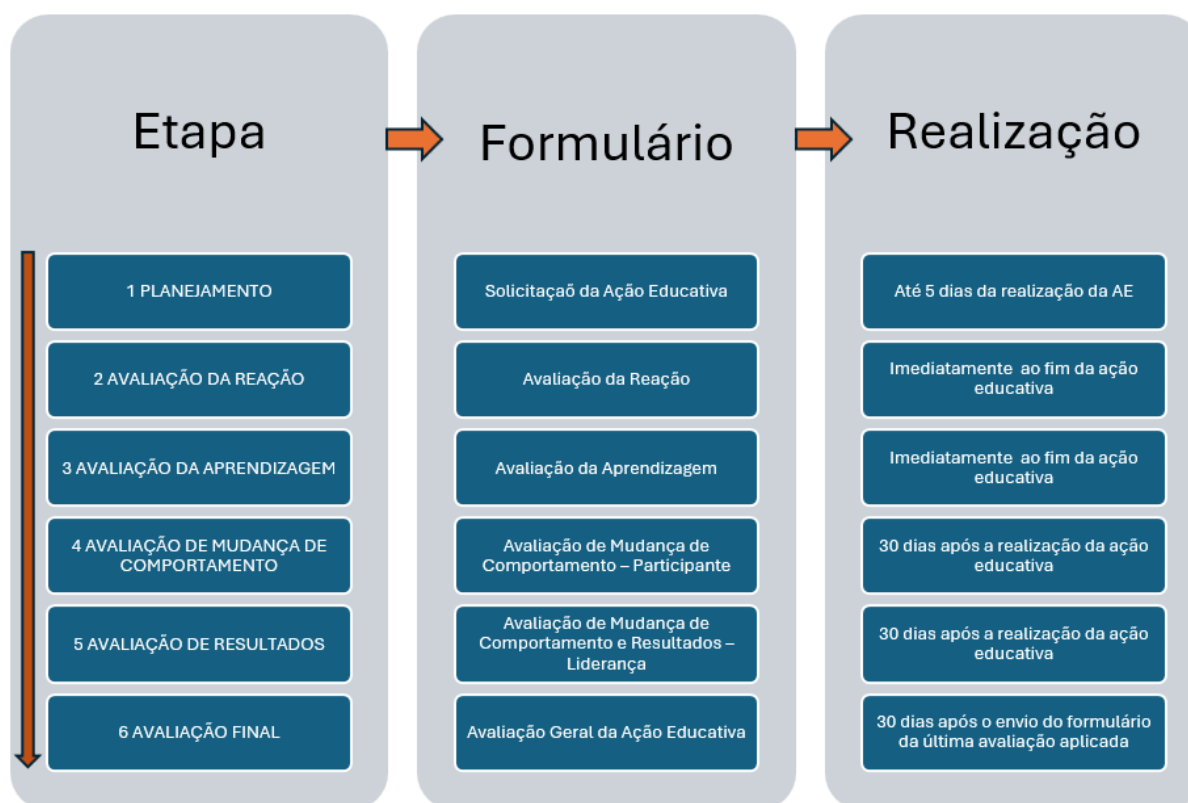 Etapa
Formulário
Realização
1 PLANEJAMENTO
Solicitaçaõ da Ação Educativa
Até 5 dias da realização da AE
2 AVALIAÇÃO DA REAÇÃO
Avaliação da Reação
Imediatamente ao fim da ação
educativa
3 AVALIAÇÃO DA APRENDIZAGEM
Avaliação da Aprendizagem
Imediatamente ao fim da ação
educativa
4 AVALIAÇÃO DE MUDANÇA DE
COMPORTAMENTO
Avaliação de Mudança de
Comportamento – Participante
30 dias após a realização da ação
educativa
5 AVALIAÇÃO DE RESULTADOS
Avaliação de Mudança de
Comportamento e Resultados –
Liderança
30 dias após a realização da ação
educativa
6 AVALIAÇÃO FINAL
Avaliação Geral da Ação Educativa
30 dias após o envio do formulário
da última avaliação aplicada